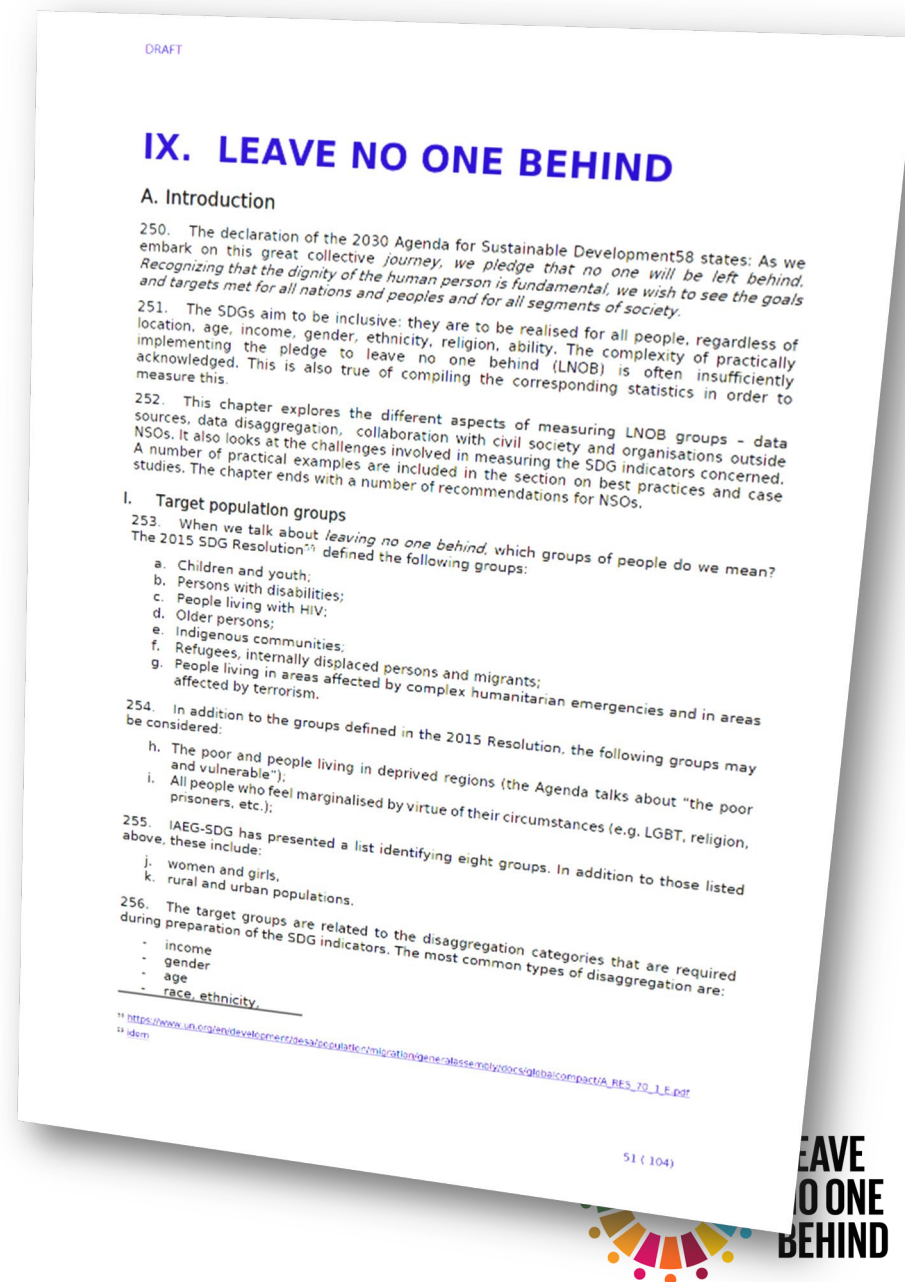 DRAFT
IX. LEAVE NO ONE BEHIND
A. Introduction
250. The declaration of the 2030 Agenda for Sustainable Development58 states: As we
embark on this great collective journey, we pledge that no one will be left behind.
Recognizing that the dignity of the human person is fundamental, we wish to see the goals
and targets met for all nations and peoples and for all segments of society.
251. The SDGs aim to be inclusive: they are to be realised for all people, regardless of
location, age, income, gender, ethnicity, religion, ability. The complexity of practically
implementing the pledge to leave no one behind (LNOB) is often insufficiently
acknowledged. This is also true of compiling the corresponding statistics in order to
measure this.
252. This chapter explores the different aspects of measuring LNOB groups – data
sources, data disaggregation, collaboration with civil society and organisations outside
NSOs. It also looks at the challenges involved in measuring the SDG indicators concerned.
A number of practical examples are included in the section on best practices and case
studies. The chapter ends with a number of recommendations for NSOs.
I. Target population groups
253. When we talk about leaving no one behind, which groups of people do we mean?
The 2015 SDG Resolution defined the following groups:
a. Children and youth;
b. Persons with disabilities;
c. People living with HIV;
d. Older persons;
e. Indigenous communities;
f. Refugees, internally displaced persons and migrants;
g. People living in areas affected by complex humanitarian emergencies and in areas
affected by terrorism.
254. In addition to the groups defined in the 2015 Resolution, the following groups may
be considered:
h. The poor and people living in deprived regions (the Agenda talks about "the poor
and vulnerable");
i. All people who feel marginalised by virtue of their circumstances (e.g. LGBT, religion,
prisoners, etc.);
255. IAEG-SDG has presented a list identifying eight groups. In addition to those listed
above, these include:
j. women and girls,
k. rural and urban populations.
256. The target groups are related to the disaggregation categories that are required
during preparation of the SDG indicators. The most common types of disaggregation are:
- income
- gender
- age
- race, ethnicity,
https://www.un.org/en/development/desa/population/migration/generalassembly/docs/globalcompact/A_RES_70_1_E.pdf
idem
51 ( 104)
EAVE
O ONE
BEHIND